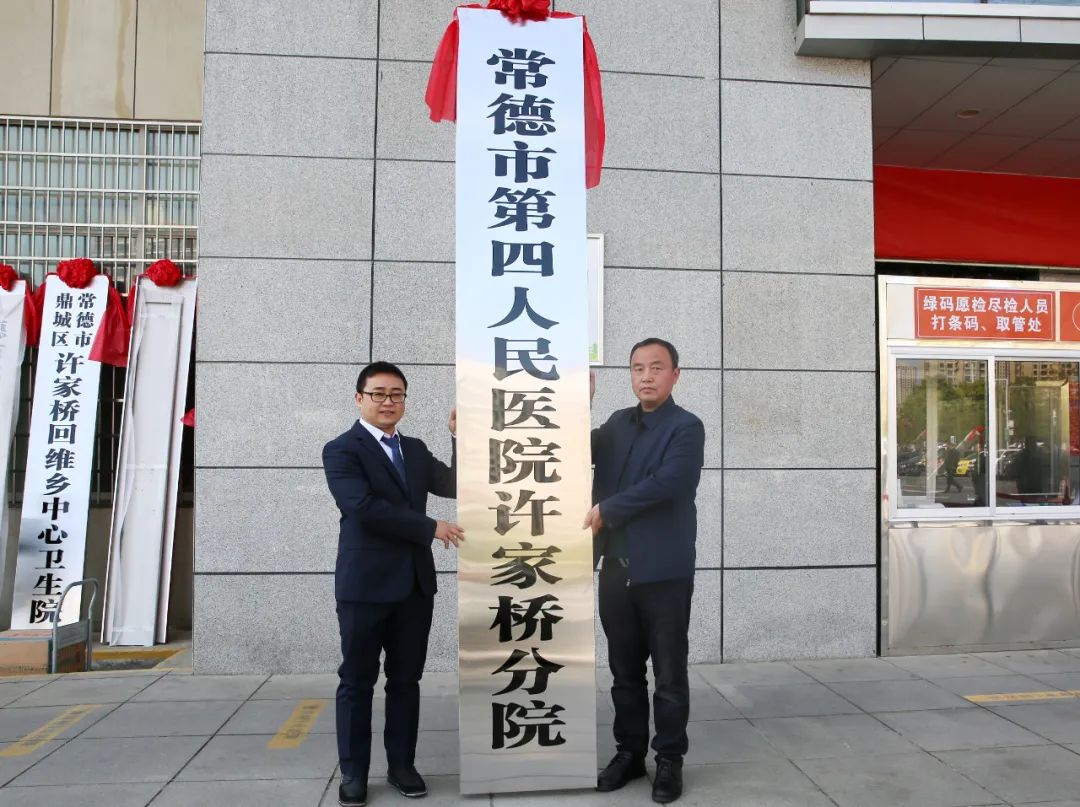 常德市第四人民医院许家桥分院
常德市
鼎城区
许家桥回维乡中心卫生院
绿码愿检尽检人员
打条码、取管处